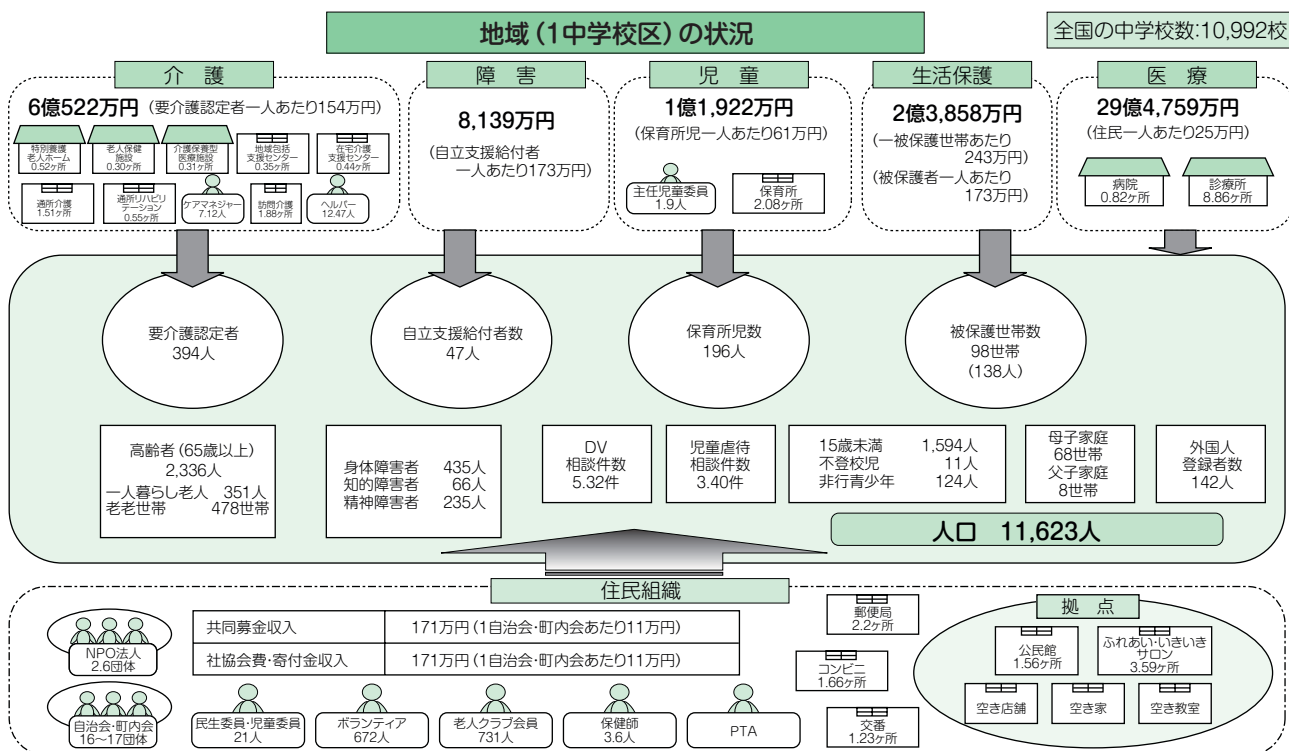 地域（1中学校区）の状況
全国の中学校数:10,992校
介　護
6億522万円（要介護認定者一人あたり154万円）
特別養護
老人ホーム
0.52ヶ所
老人保健
施設
0.30ヶ所
介護保養型
医療施設
0.31ヶ所
地域包括
支援センター
0.35ヶ所
在宅介護
支援センター
0.44ヶ所
通所介護
1.51ヶ所
通所リハビリ
テーション
0.55ヶ所
ケアマネジャー
7.12人
訪問介護
1.88ヶ所
ヘルパー
12.47人
障　害
8,139万円
（自立支援給付者
一人あたり173万円）
児　童
1億1,922万円
（保育所児一人あたり61万円）
主任児童委員
1.9人
保育所
2.08ヶ所
生活保護
2億3,858万円
（一被保護世帯あたり
243万円）
（被保護者一人あたり
173万円）
医　療
29億4,759万円
（住民一人あたり25万円）
病院
0.82ヶ所
診療所
8.86ヶ所
要介護認定者
394人
自立支援給付者数
47人
保育所児数
196人
被保護世帯数
98世帯
（138人）
高齢者（65歳以上）
2,336人
一人暮らし老人　351人
老老世帯　478世帯
身体障害者　435人
知的障害者　66人
精神障害者　235人
DV
相談件数
5.32件
児童虐待
相談件数
3.40件
15歳未満　1,594人
不登校児　11人
非行青少年　124人
母子家庭
68世帯
父子家庭
8世帯
外国人
登録者数
142人
人口　11,623人
住民組織
NPO法人
2.6団体
自治会・町内会
16〜17団体
共同募金収入　171万円（1自治会・町内会あたり11万円）
社協会費・寄付金収入　171万円（1自治会・町内会あたり11万円）
民生委員・児童委員
21人
ボランティア
672人
老人クラブ会員
731人
保健師
3.6人
PTA
郵便局
2.2ヶ所
コンビニ
1.66ヶ所
交番
1.23ヶ所
拠　点
公民館
1.56ヶ所
ふれあい・いきいき
サロン
3.59ヶ所
空き店舗
空き家
空き教室